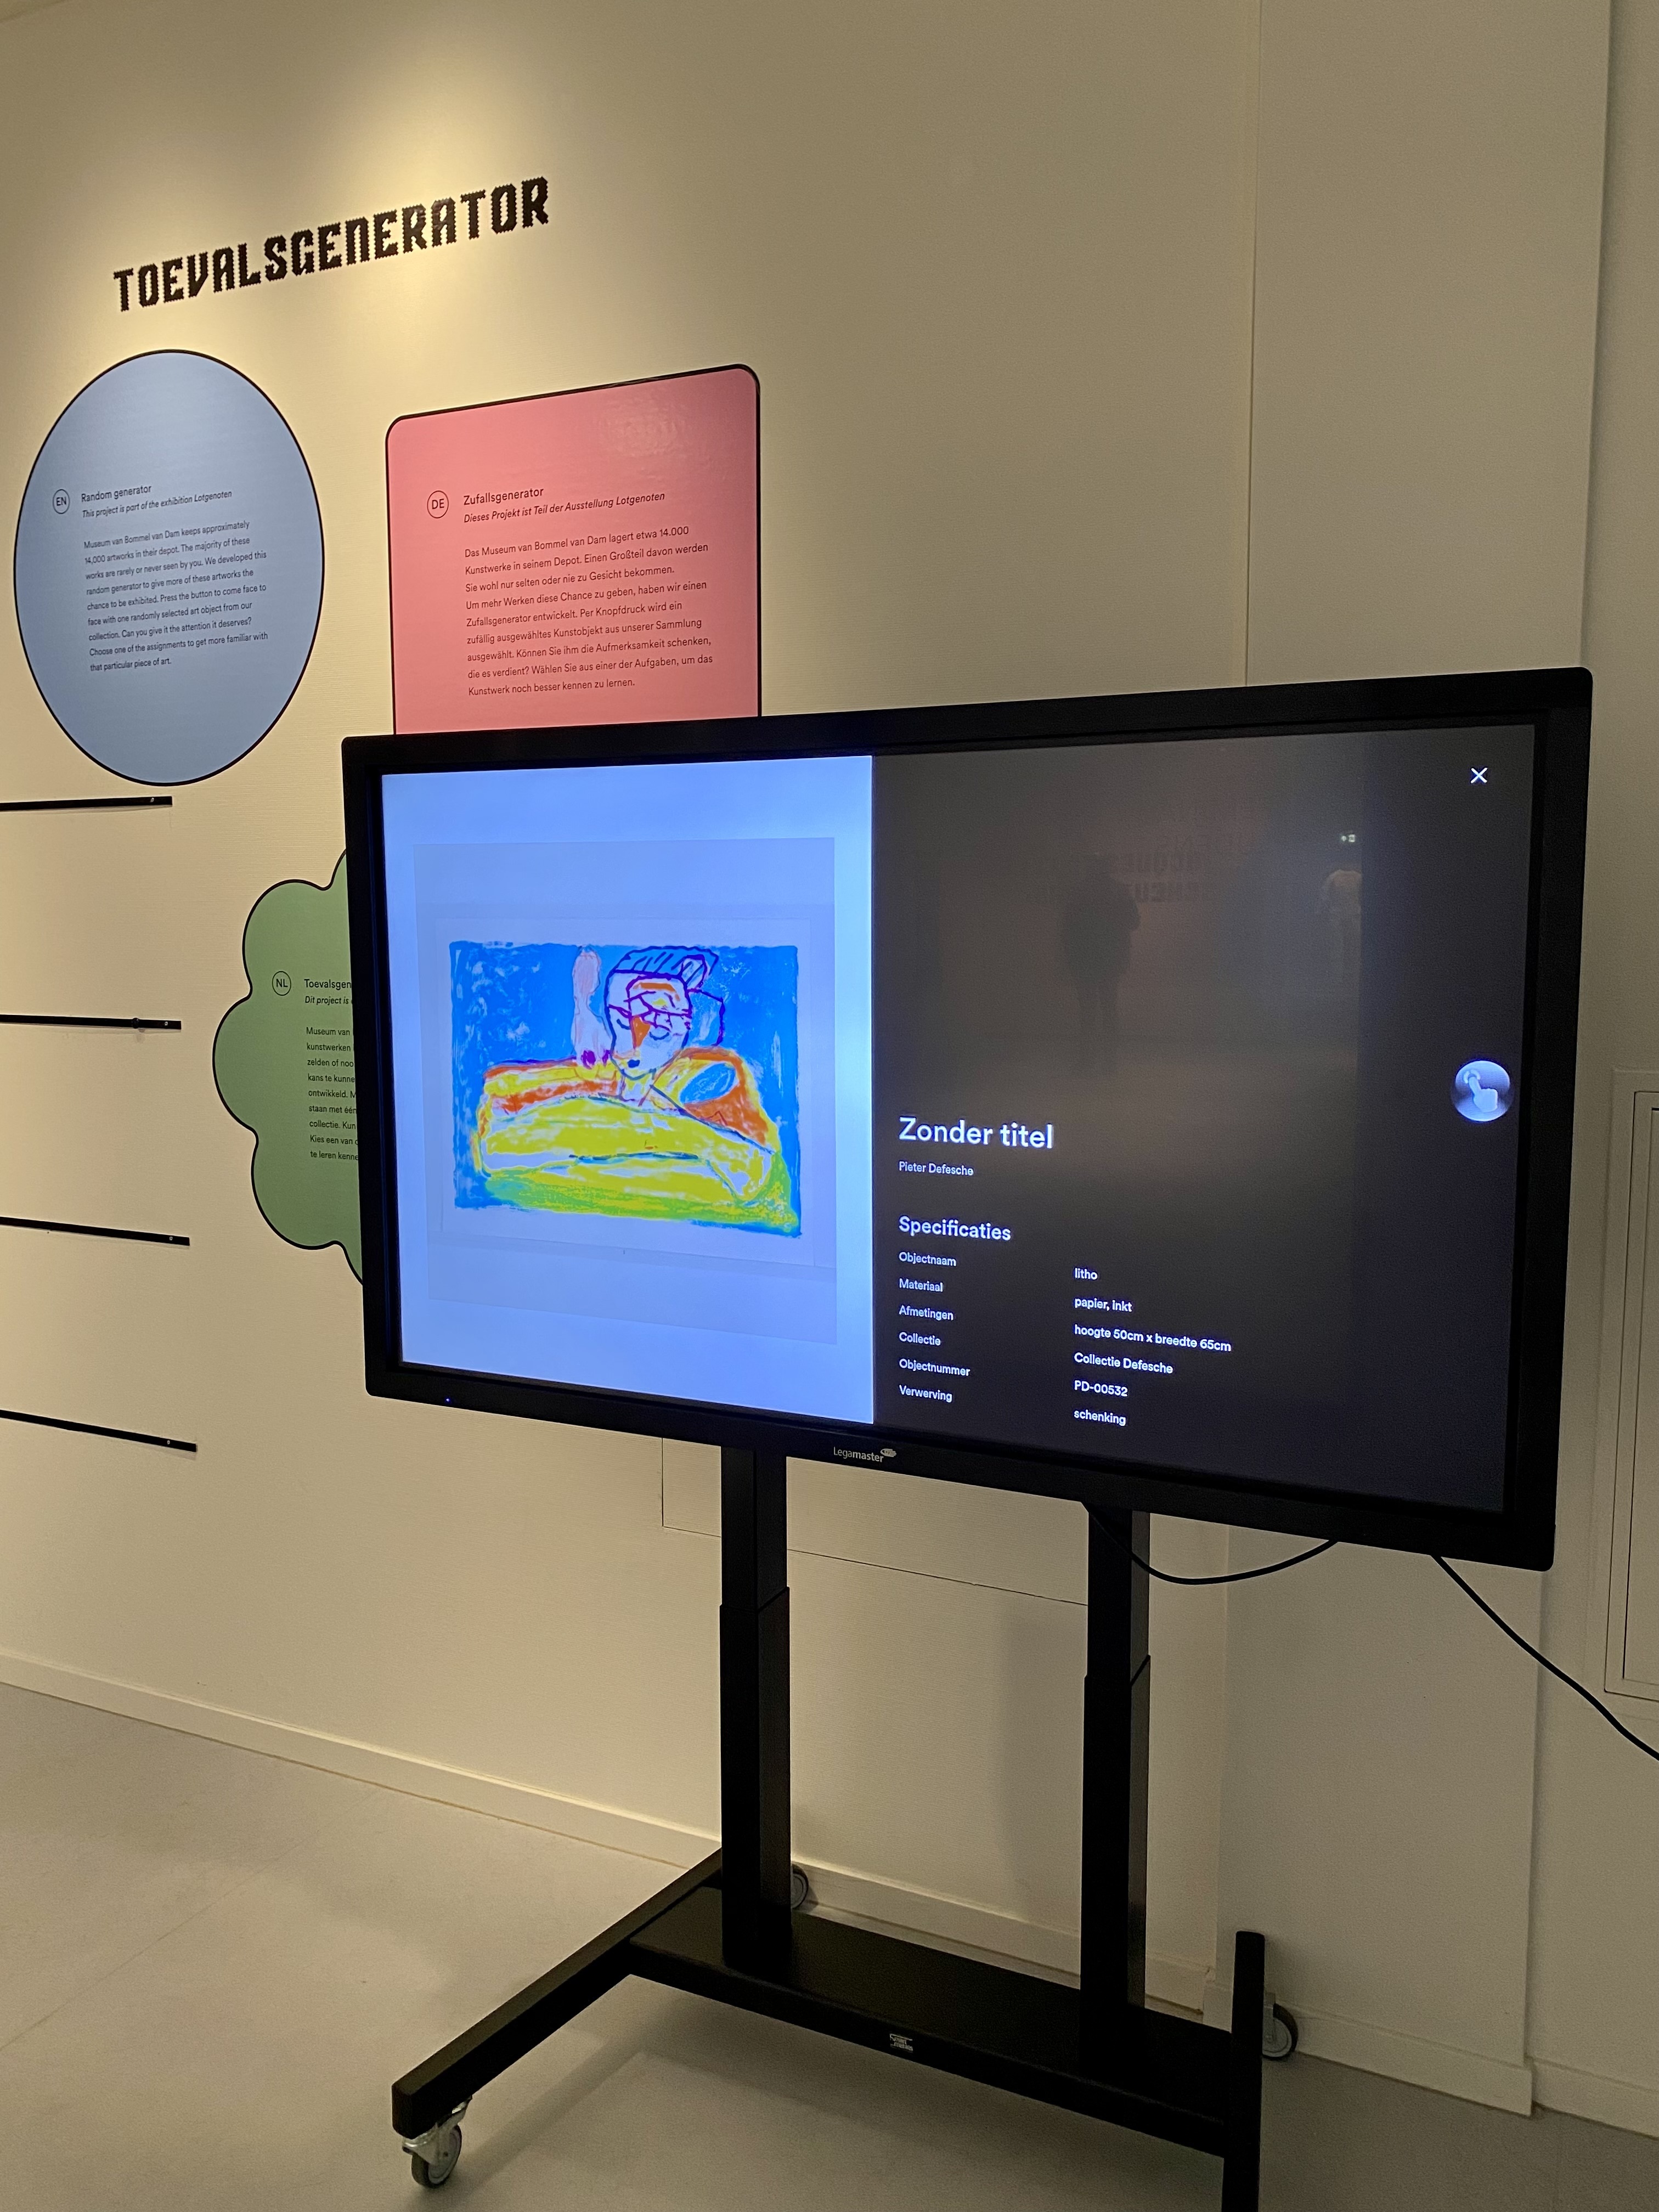 TOEVALSGENERATOR
EN
Random generator
This project is part of the exhibition Lotgenoten
Museum van Bommel van Dam keeps approximately
14,000 artworks in their depot. The majority of these
works are rarely or never seen by you. We developed this
random generator to give more of these artworks the
chance to be exhibited. Press the button to come face to
face with one randomly selected art object from our
collection. Can you give it the attention it deserves?
Choose one of the assignments to get more familiar with
that particular piece of art.
DE
Zufallsgenerator
Dieses Projekt ist Teil der Ausstellung Lotgenoten
Das Museum van Bommel van Dam lagert etwa 14.000
Kunstwerke in seinem Depot. Einen Großteil davon werden
Sie wohl nur selten oder nie zu Gesicht bekommen.
Um mehr Werken diese Chance zu geben, haben wir einen
Zufallsgenerator entwickelt. Per Knopfdruck wird ein
zufällig ausgewähltes Kunstobjekt aus unserer Sammlung
ausgewählt. Können Sie ihm die Aufmerksamkeit schenken,
die es verdient? Wählen Sie aus einer der Aufgaben, um das
Kunstwerk noch besser kennen zu lernen.
NL
Toevalsgen
Dit project is
Museum van
kunstwerken
zelden of noo
kans te kunne
ontwikkeld. M
staan met één
collectie. Kun
Kies een van
te leren kenne
Zonder titel
Pieter Defesche
Specificaties
Objectnaam litho
Materiaal papier, inkt
Afmetingen hoogte 50cm x breedte 65cm
Collectie Collectie Defesche
Objectnummer PD-00532
Verwerving schenking
Legamaster